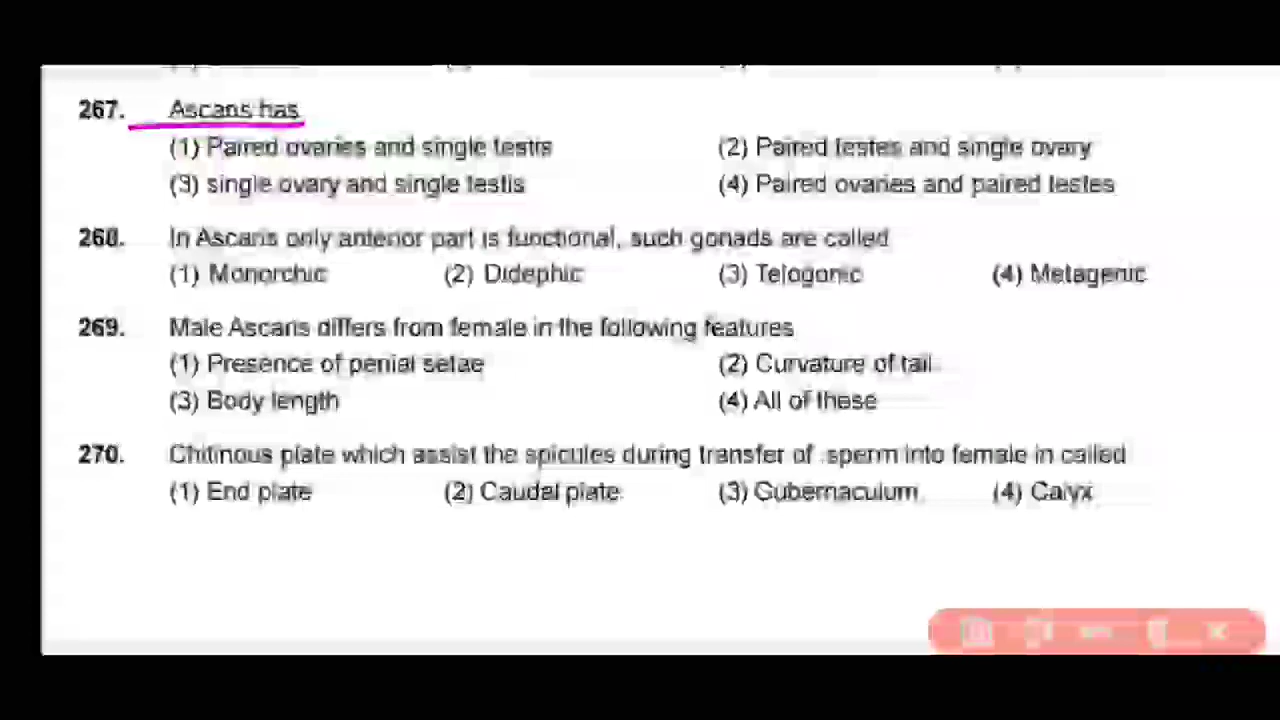 267. Ascaris has
(1) Paired ovaries and single testis (2) Paired testes and single ovary
(3) single ovary and single testis (4) Paired ovaries and paired testes
268. In Ascaris only anterior part is functional, such gonads are called
(1) Monorchic (2) Didephic (3) Telogonic (4) Metagenic
269. Male Ascaris differs from female in the following features
(1) Presence of penial setae (2) Curvature of tail
(3) Body length (4) All of these
270. Chitinous plate which assist the spicules during transfer of sperm into female in called
(1) End plate (2) Caudal plate (3) Gubernaculum (4) Calyx